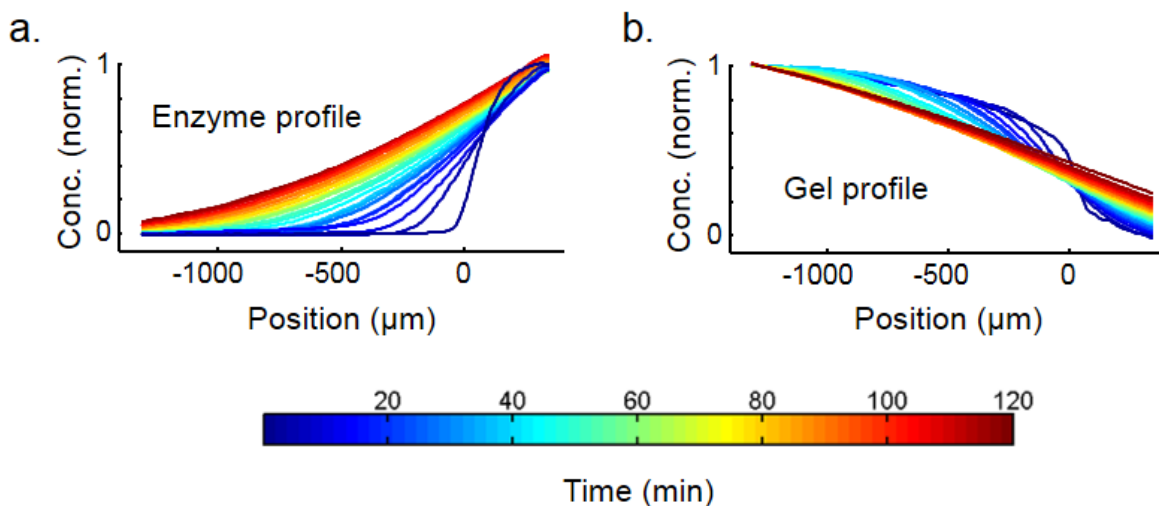 a.
Conc. (norm.)
1
0
Enzyme profile
-1000 -500 0
Position (µm)
b.
Conc. (norm.)
1
0
Gel profile
-1000 -500 0
Position (µm)
20 40 60 80 100 120
Time (min)